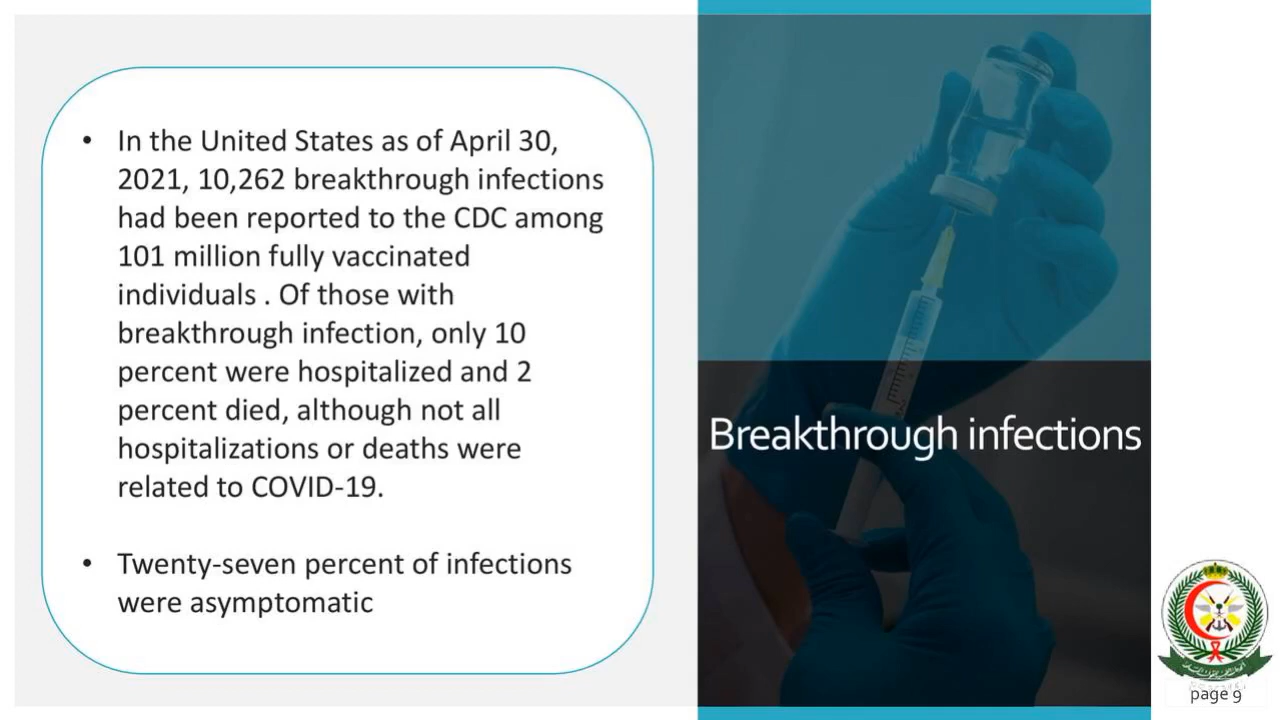 • In the United States as of April 30,
2021, 10,262 breakthrough infections
had been reported to the CDC among
101 million fully vaccinated
individuals . Of those with
breakthrough infection, only 10
percent were hospitalized and 2
percent died, although not all
hospitalizations or deaths were
related to COVID-19.
• Twenty-seven percent of infections
were asymptomatic
Breakthrough infections
page 9